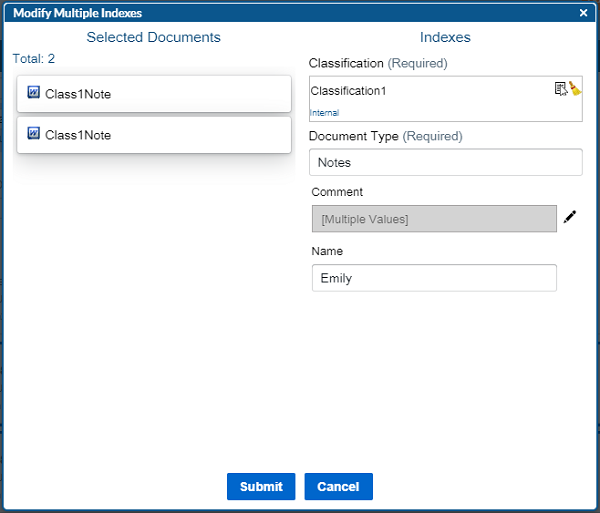 Modify Multiple Indexes
Selected Documents
Total: 2
Class1Note
Class1Note
Indexes
Classification (Required)
Classification1
Internal
Document Type (Required)
Notes
Comment
[Multiple Values]
Name
Emily
Submit Cancel